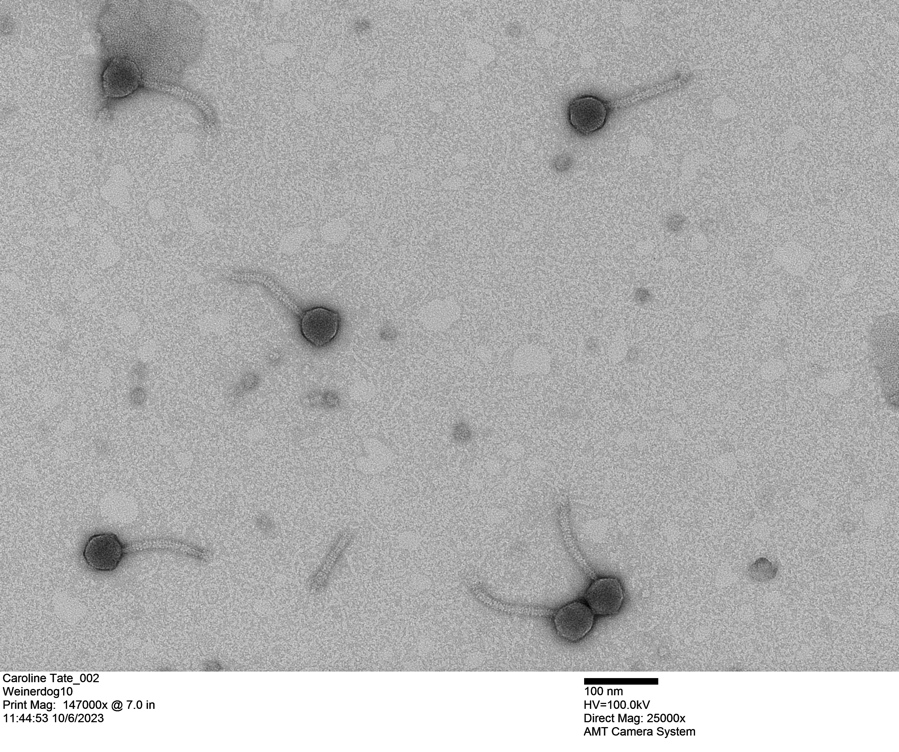 Caroline Tate_002
Weinerdog10
Print Mag:  147000x @ 7.0 in
11:44:53 10/6/2023
100 nm
HV=100.0kV
Direct Mag: 25000x
AMT Camera System